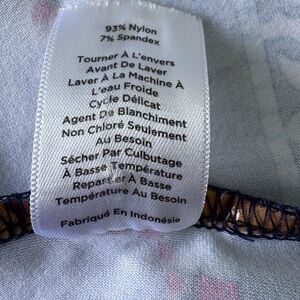 93% Nylon
7% Spandex
Tourner À L'envers
Avant De Laver
Laver À La Machine À
L'eau Froide
Cycle Délicat
Agent De Blanchiment
Non Chloré Seulement
Au Besoin
Sécher Par Culbutage
À Basse Température
Repasser À Basse
Température Au Besoin
Fabriqué En Indonésie